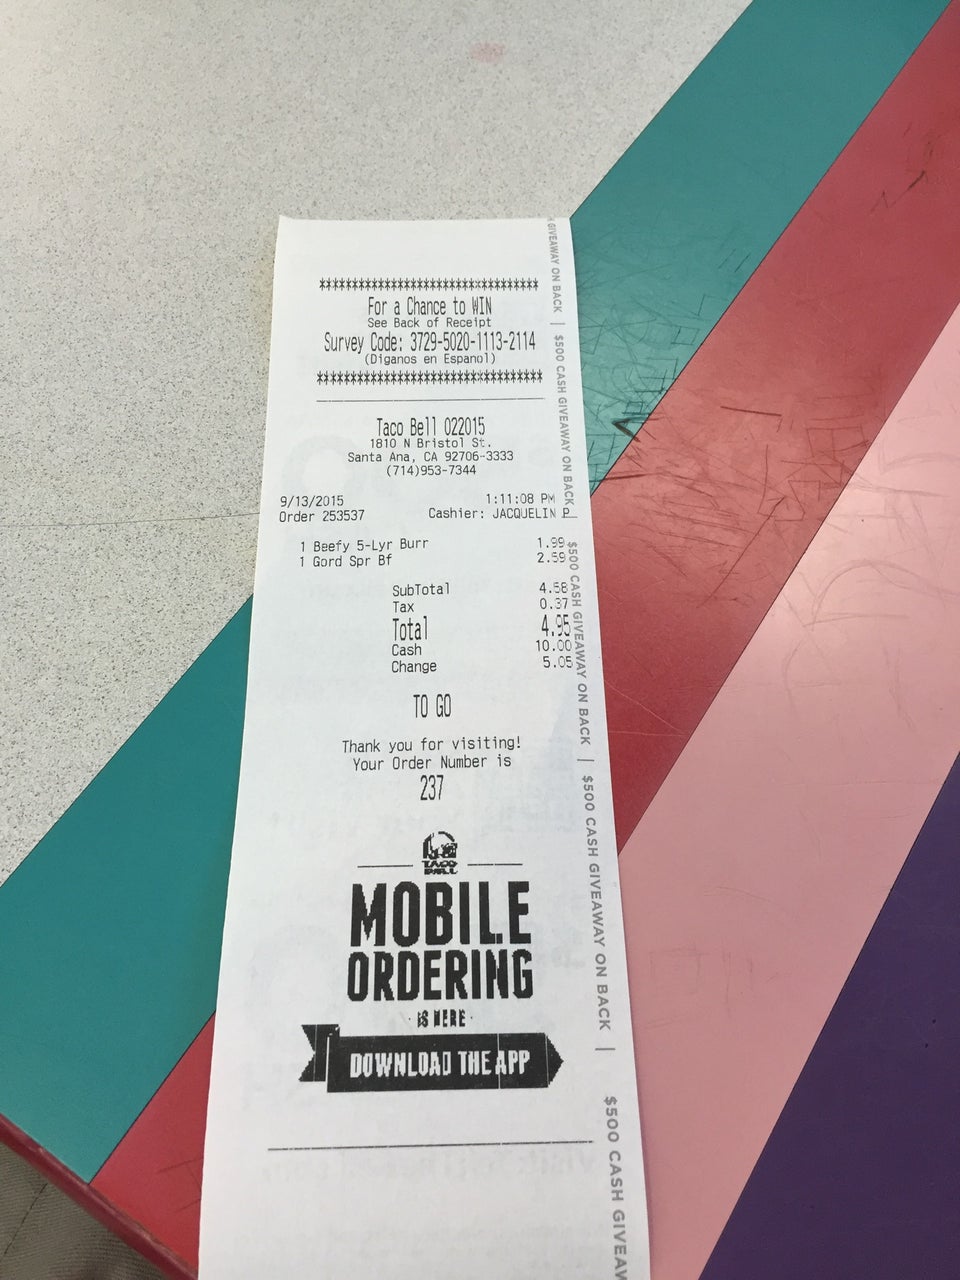 ********************************
For a Chance to WIN
See Back of Receipt
Survey Code: 3729-5020-1113-2114
(Diganos en Espanol)
********************************
Taco Bell 022015
1810 N Bristol St.
Santa Ana, CA 92706-3333
(714)953-7344
9/13/2015 1:11:08 PM
Order 253537 Cashier: JACQUELIN P
1 Beefy 5-Lyr Burr 1.99
1 Gord Spr Bf 2.59
SubTotal 4.58
Tax 0.37
Total 4.95
Cash 10.00
Change 5.05
TO GO
Thank you for visiting!
Your Order Number is
237
TACO
BELL
MOBILE
ORDERING
IS HERE
DOWNLOAD THE APP
GIVEAWAY ON BACK | $500 CASH GIVEAWAY ON BACK
$500 CASH GIVEAWAY ON BACK | $500 CASH GIVEAWAY ON BACK |
$500 CASH GIVEAW